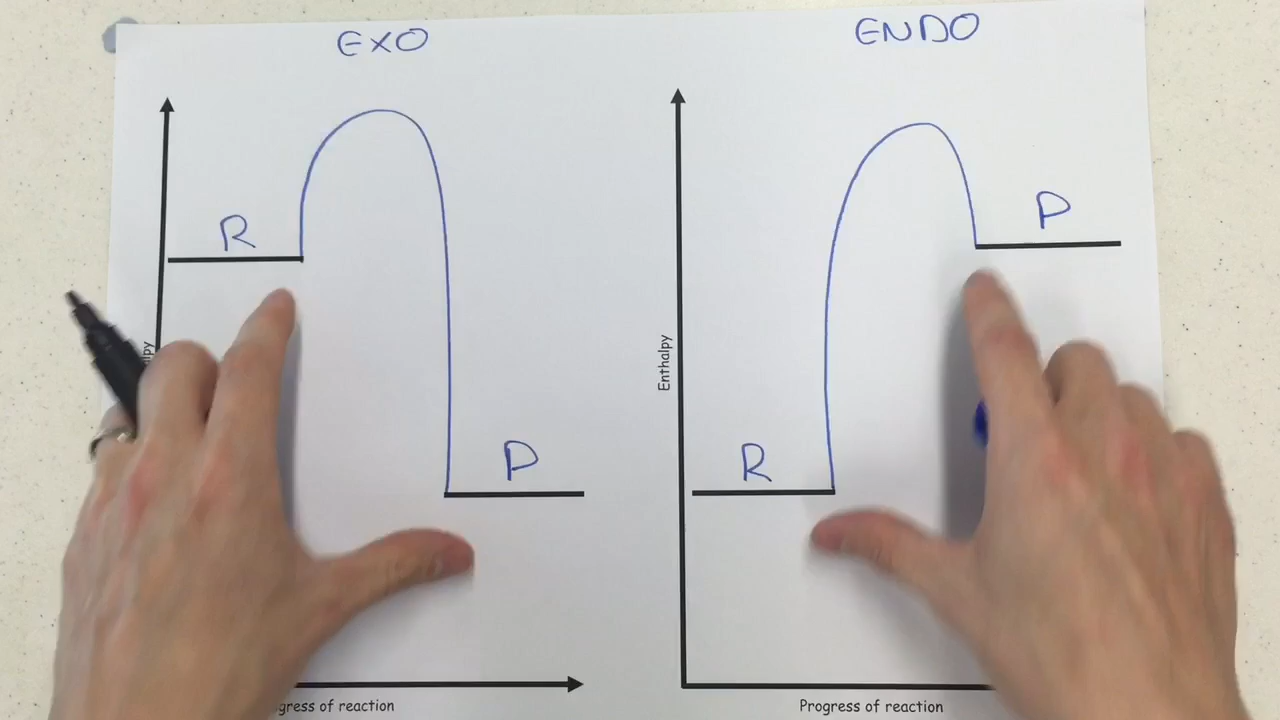 EXO
R
P
gress of reaction
ENDO
Enthalpy
P
R
Progress of reaction